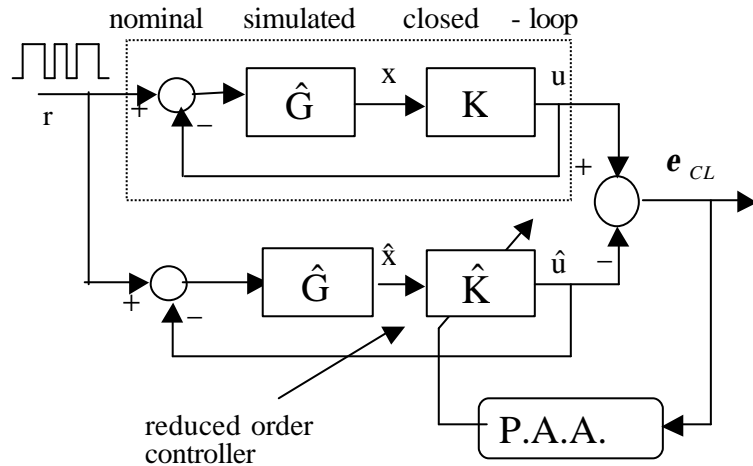 nominal simulated closed - loop
r
+
−
Ĝ
x
K
u
+
ε CL
+
−
Ĝ
x̂
K̂
û
−
reduced order
controller
P.A.A.